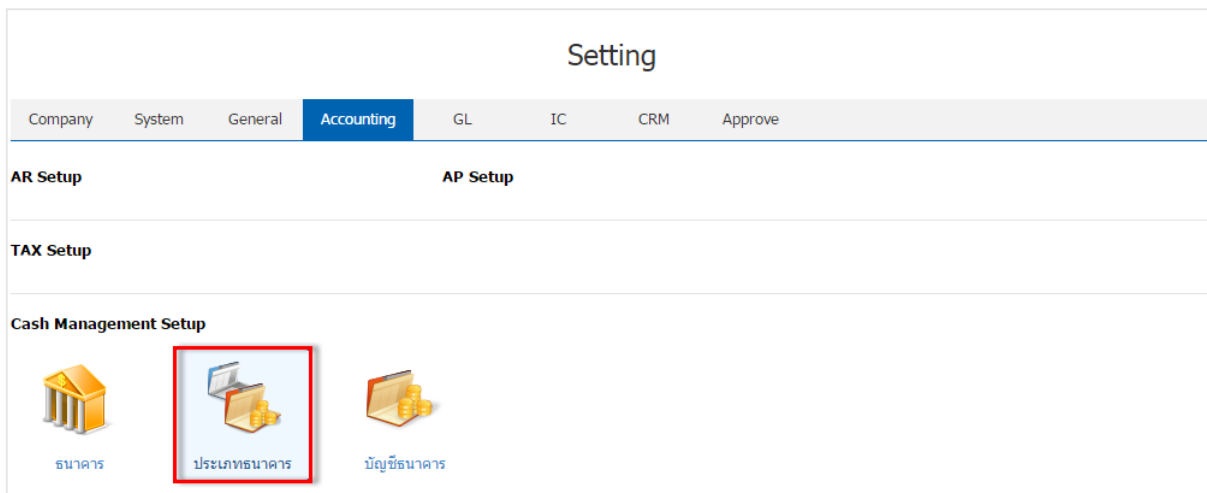 Setting
Company System General Accounting GL IC CRM Approve
AR Setup AP Setup
TAX Setup
Cash Management Setup
ธนาคาร ประเภทธนาคาร บัญชีธนาคาร